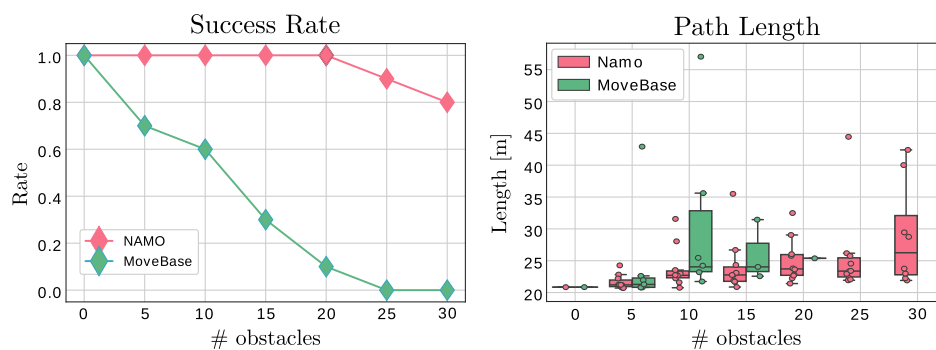 Success Rate
1.0
0.8
0.6
0.4
0.2
0.0
Rate
NAMO
MoveBase
0 5 10 15 20 25 30
# obstacles
Path Length
55
50
45
40
35
30
25
20
Length [m]
Namo
MoveBase
0 5 10 15 20 25 30
# obstacles